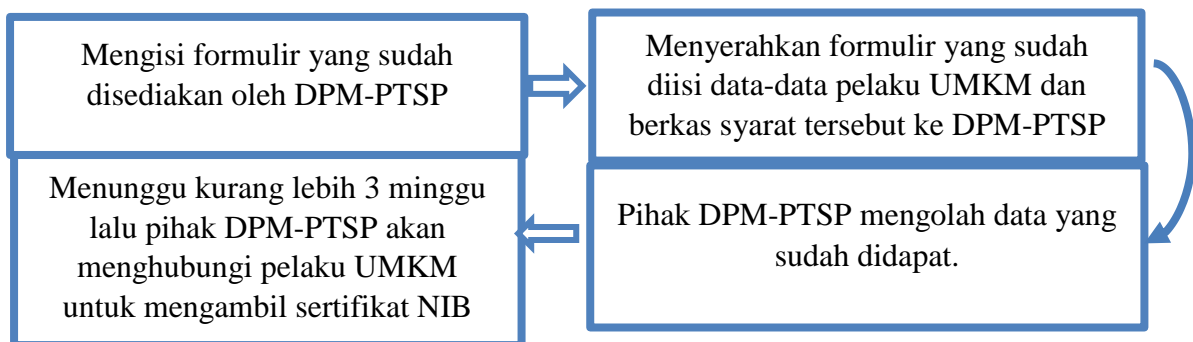 Mengisi formulir yang sudah
disediakan oleh DPM-PTSP
Menyerahkan formulir yang sudah
diisi data-data pelaku UMKM dan
berkas syarat tersebut ke DPM-PTSP
Pihak DPM-PTSP mengolah data yang
sudah didapat.
Menunggu kurang lebih 3 minggu
lalu pihak DPM-PTSP akan
menghubungi pelaku UMKM
untuk mengambil sertifikat NIB